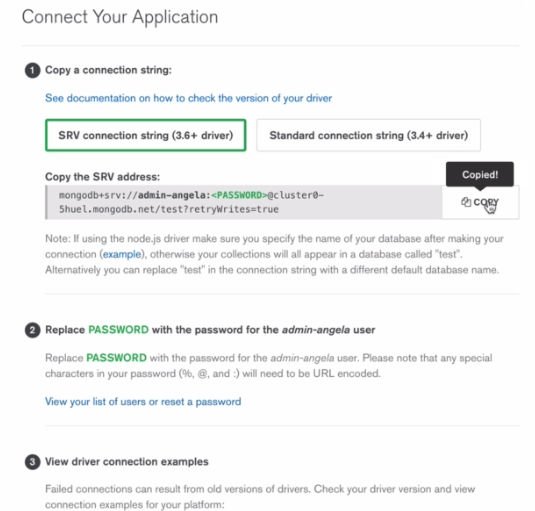 Connect Your Application
1 Copy a connection string:
See documentation on how to check the version of your driver
SRV connection string (3.6+ driver) Standard connection string (3.4+ driver)
Copied!
Copy the SRV address:
mongodb+srv://admin-angela:<PASSWORD>@cluster0- COPY
5huel.mongodb.net/test?retryWrites=true
Note: If using the node.js driver make sure you specify the name of your database after making your
connection (example), otherwise your collections will all appear in a database called "test".
Alternatively you can replace "test" in the connection string with a different default database name.
2 Replace PASSWORD with the password for the admin-angela user
Replace PASSWORD with the password for the admin-angela user. Please note that any special
characters in your password (%, @, and :) will need to be URL encoded.
View your list of users or reset a password
3 View driver connection examples
Failed connections can result from old versions of drivers. Check your driver version and view
connection examples for your platform: